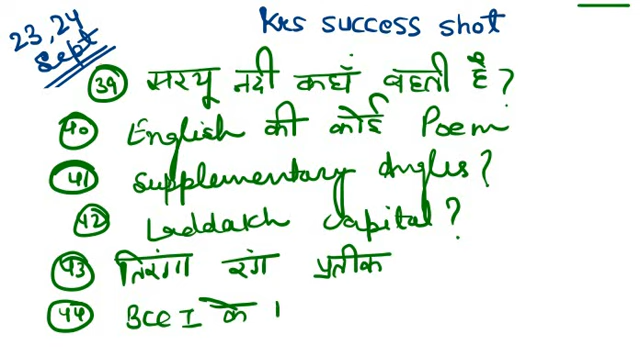 23,24
Sept
Kvs success shot
39 सरयू नदी कहाँ बहती है ?
40 English की कोई Poem
41 Supplementary Angles ?
42 Laddakh Capital ?
43 तिरंगा रंग प्रतीक
44 BCCI के